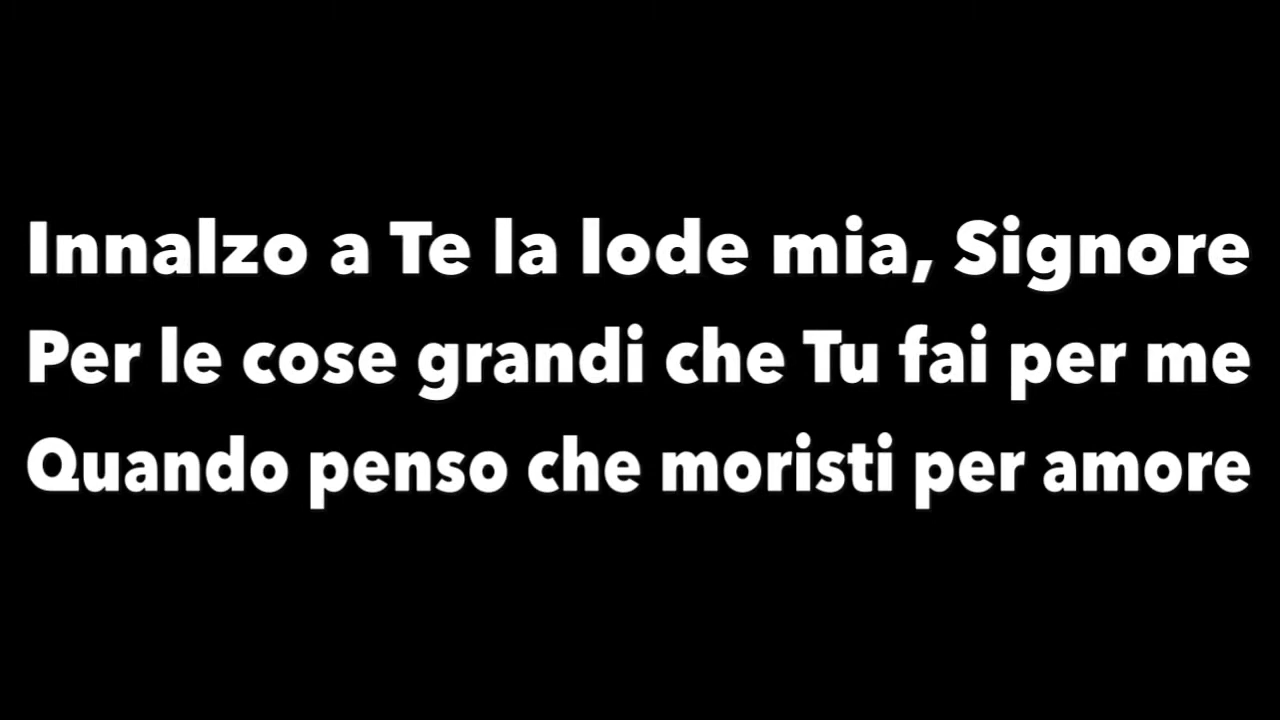 Innalzo a Te la lode mia, Signore
Per le cose grandi che Tu fai per me
Quando penso che moristi per amore